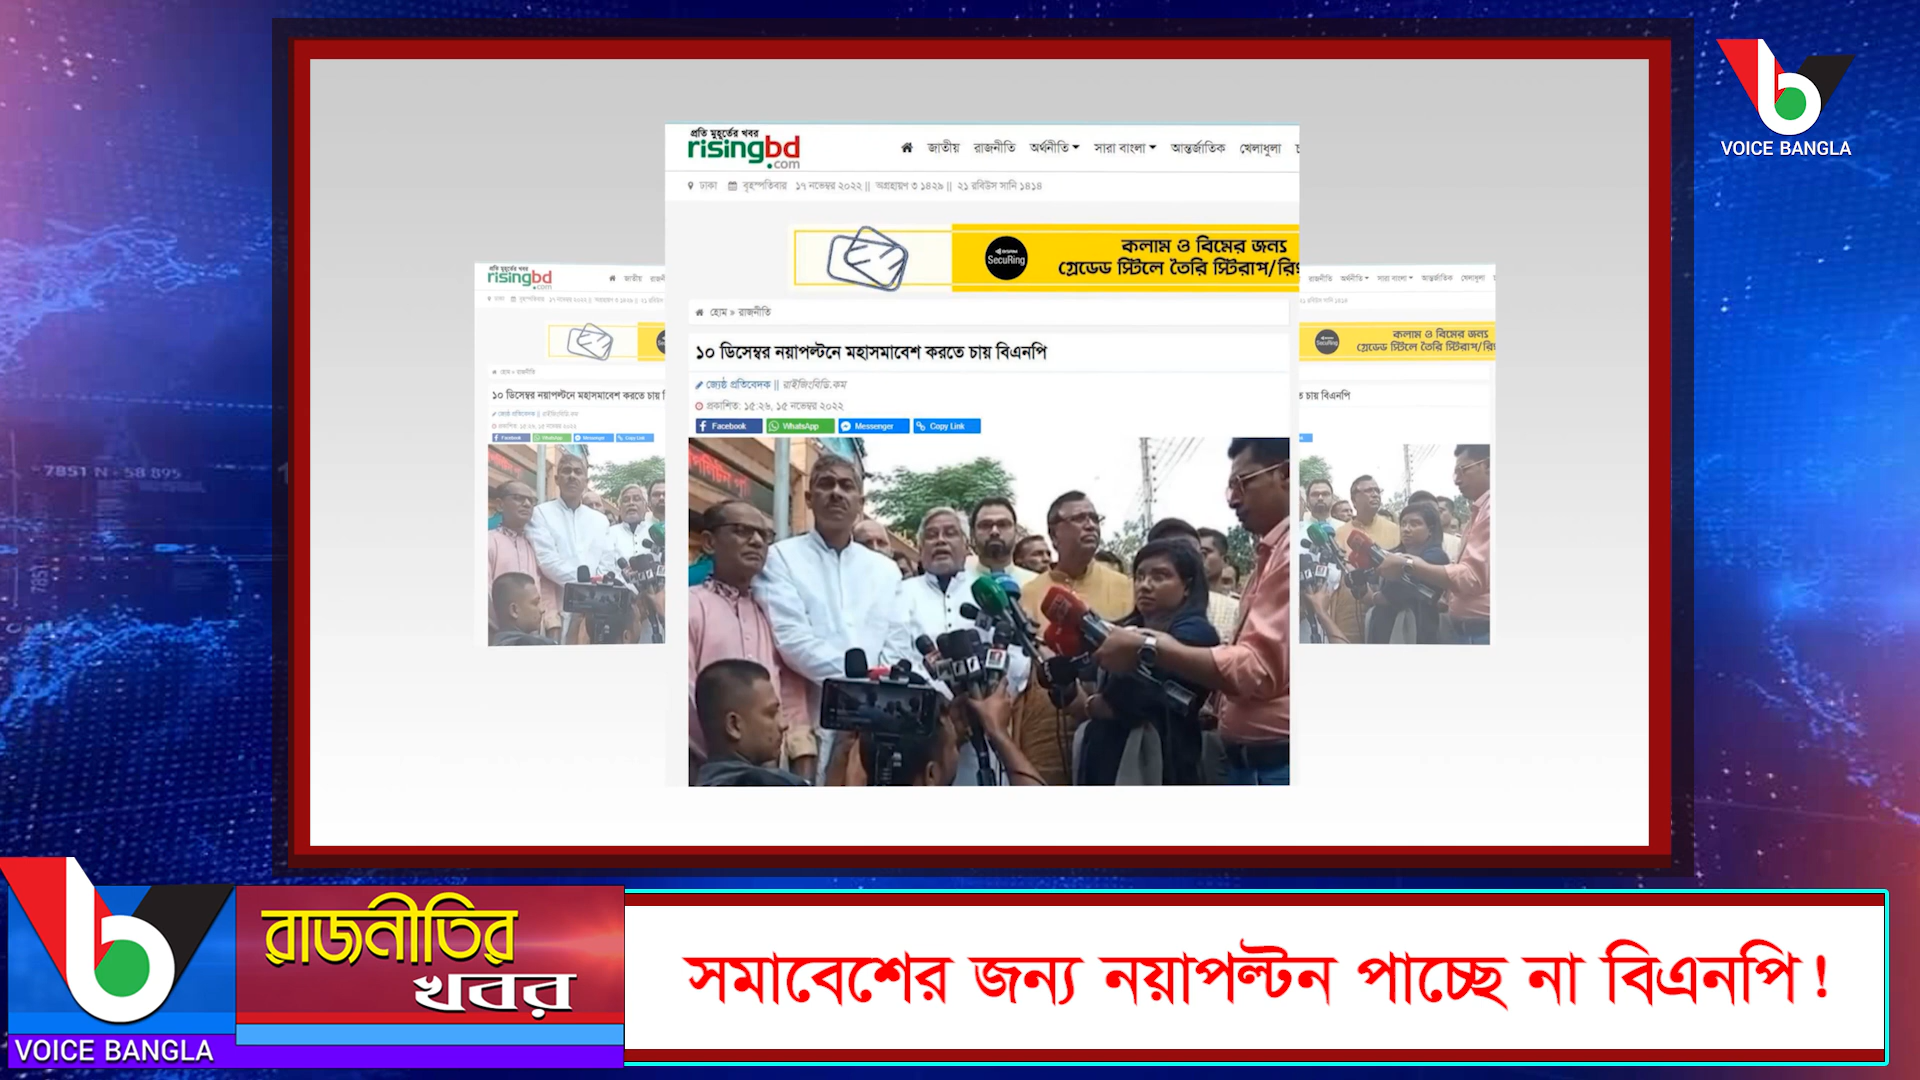 VOICE BANGLA
প্রতি মুহূর্তের খবর
risingbd
.com
জাতীয় রাজনীতি অর্থনীতি সারা বাংলা আন্তর্জাতিক খেলাধুলা
ঢাকা বৃহস্পতিবার ১৭ নভেম্বর ২০২২ || অগ্রহায়ণ ৩ ১৪২৯ || ২১ রবিউস সানি ১৪১৪
SecuRing
কলাম ও বিমের জন্য
গ্রেডেড স্টিলে তৈরি স্টিরাপ/রিং
হোম » রাজনীতি
১০ ডিসেম্বর নয়াপল্টনে মহাসমাবেশ করতে চায় বিএনপি
জ্যেষ্ঠ প্রতিবেদক || রাইজিংবিডি.কম
প্রকাশিত: ১৫:২৬, ১৫ নভেম্বর ২০২২
Facebook WhatsApp Messenger Copy Link
রাজনীতির
খবর
VOICE BANGLA
সমাবেশের জন্য নয়াপল্টন পাচ্ছে না বিএনপি!